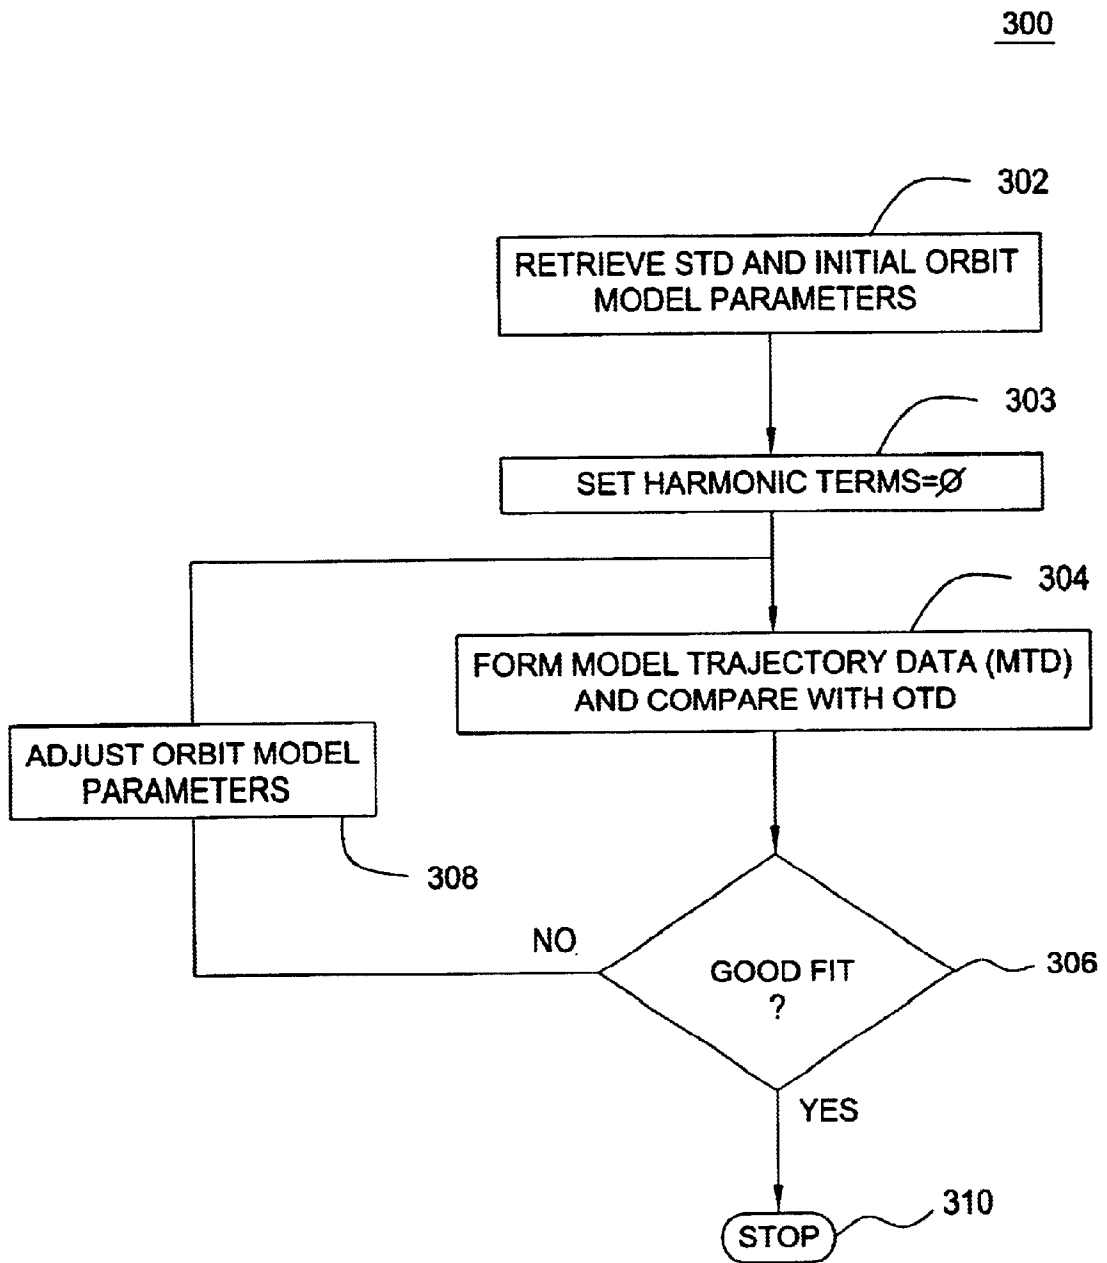 300
302
RETRIEVE STD AND INITIAL ORBIT
MODEL PARAMETERS
303
SET HARMONIC TERMS=Ø
304
FORM MODEL TRAJECTORY DATA (MTD)
AND COMPARE WITH OTD
ADJUST ORBIT MODEL
PARAMETERS
308
NO
GOOD FIT
?
306
YES
310
STOP